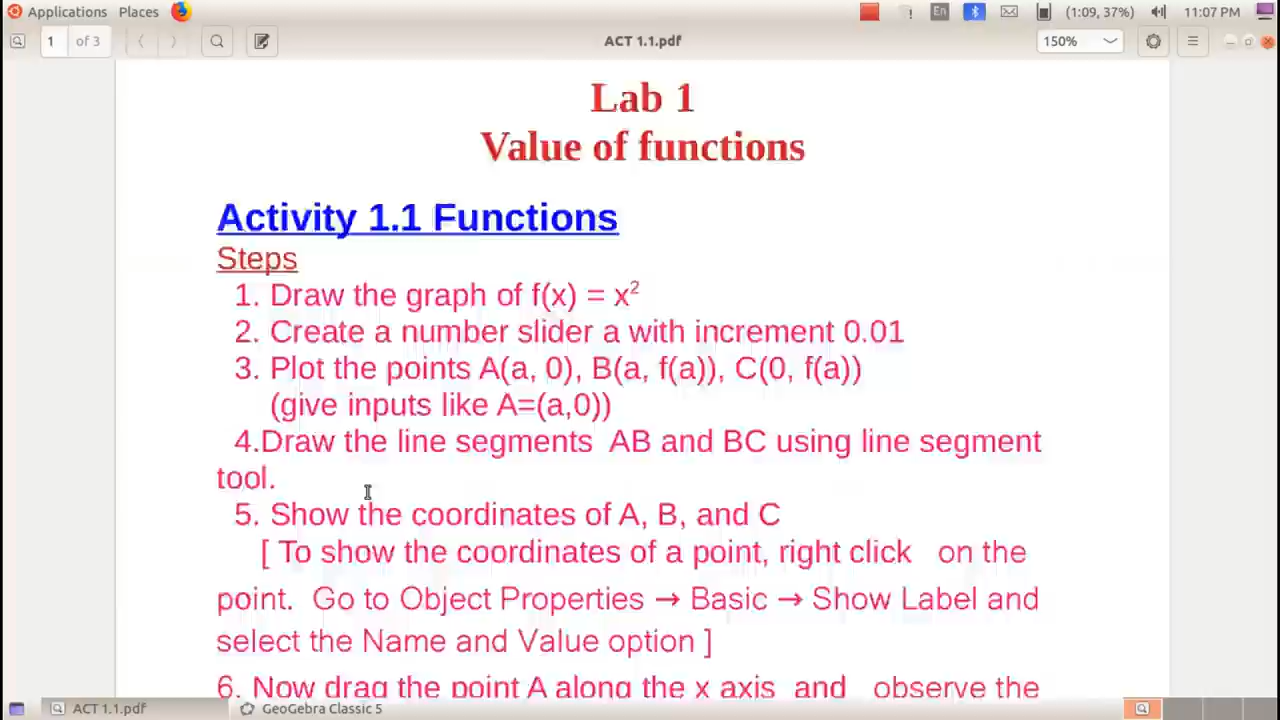 Applications Places En (1:09, 37%) 11:07 PM
1 of 3 ACT 1.1.pdf 150%
Lab 1
Value of functions
Activity 1.1 Functions
Steps
1. Draw the graph of f(x) = x²
2. Create a number slider a with increment 0.01
3. Plot the points A(a, 0), B(a, f(a)), C(0, f(a))
(give inputs like A=(a,0))
4.Draw the line segments AB and BC using line segment
tool.
5. Show the coordinates of A, B, and C
[ To show the coordinates of a point, right click on the
point. Go to Object Properties → Basic → Show Label and
select the Name and Value option ]
6. Now drag the point A along the x axis and observe the
ACT 1.1.pdf GeoGebra Classic 5